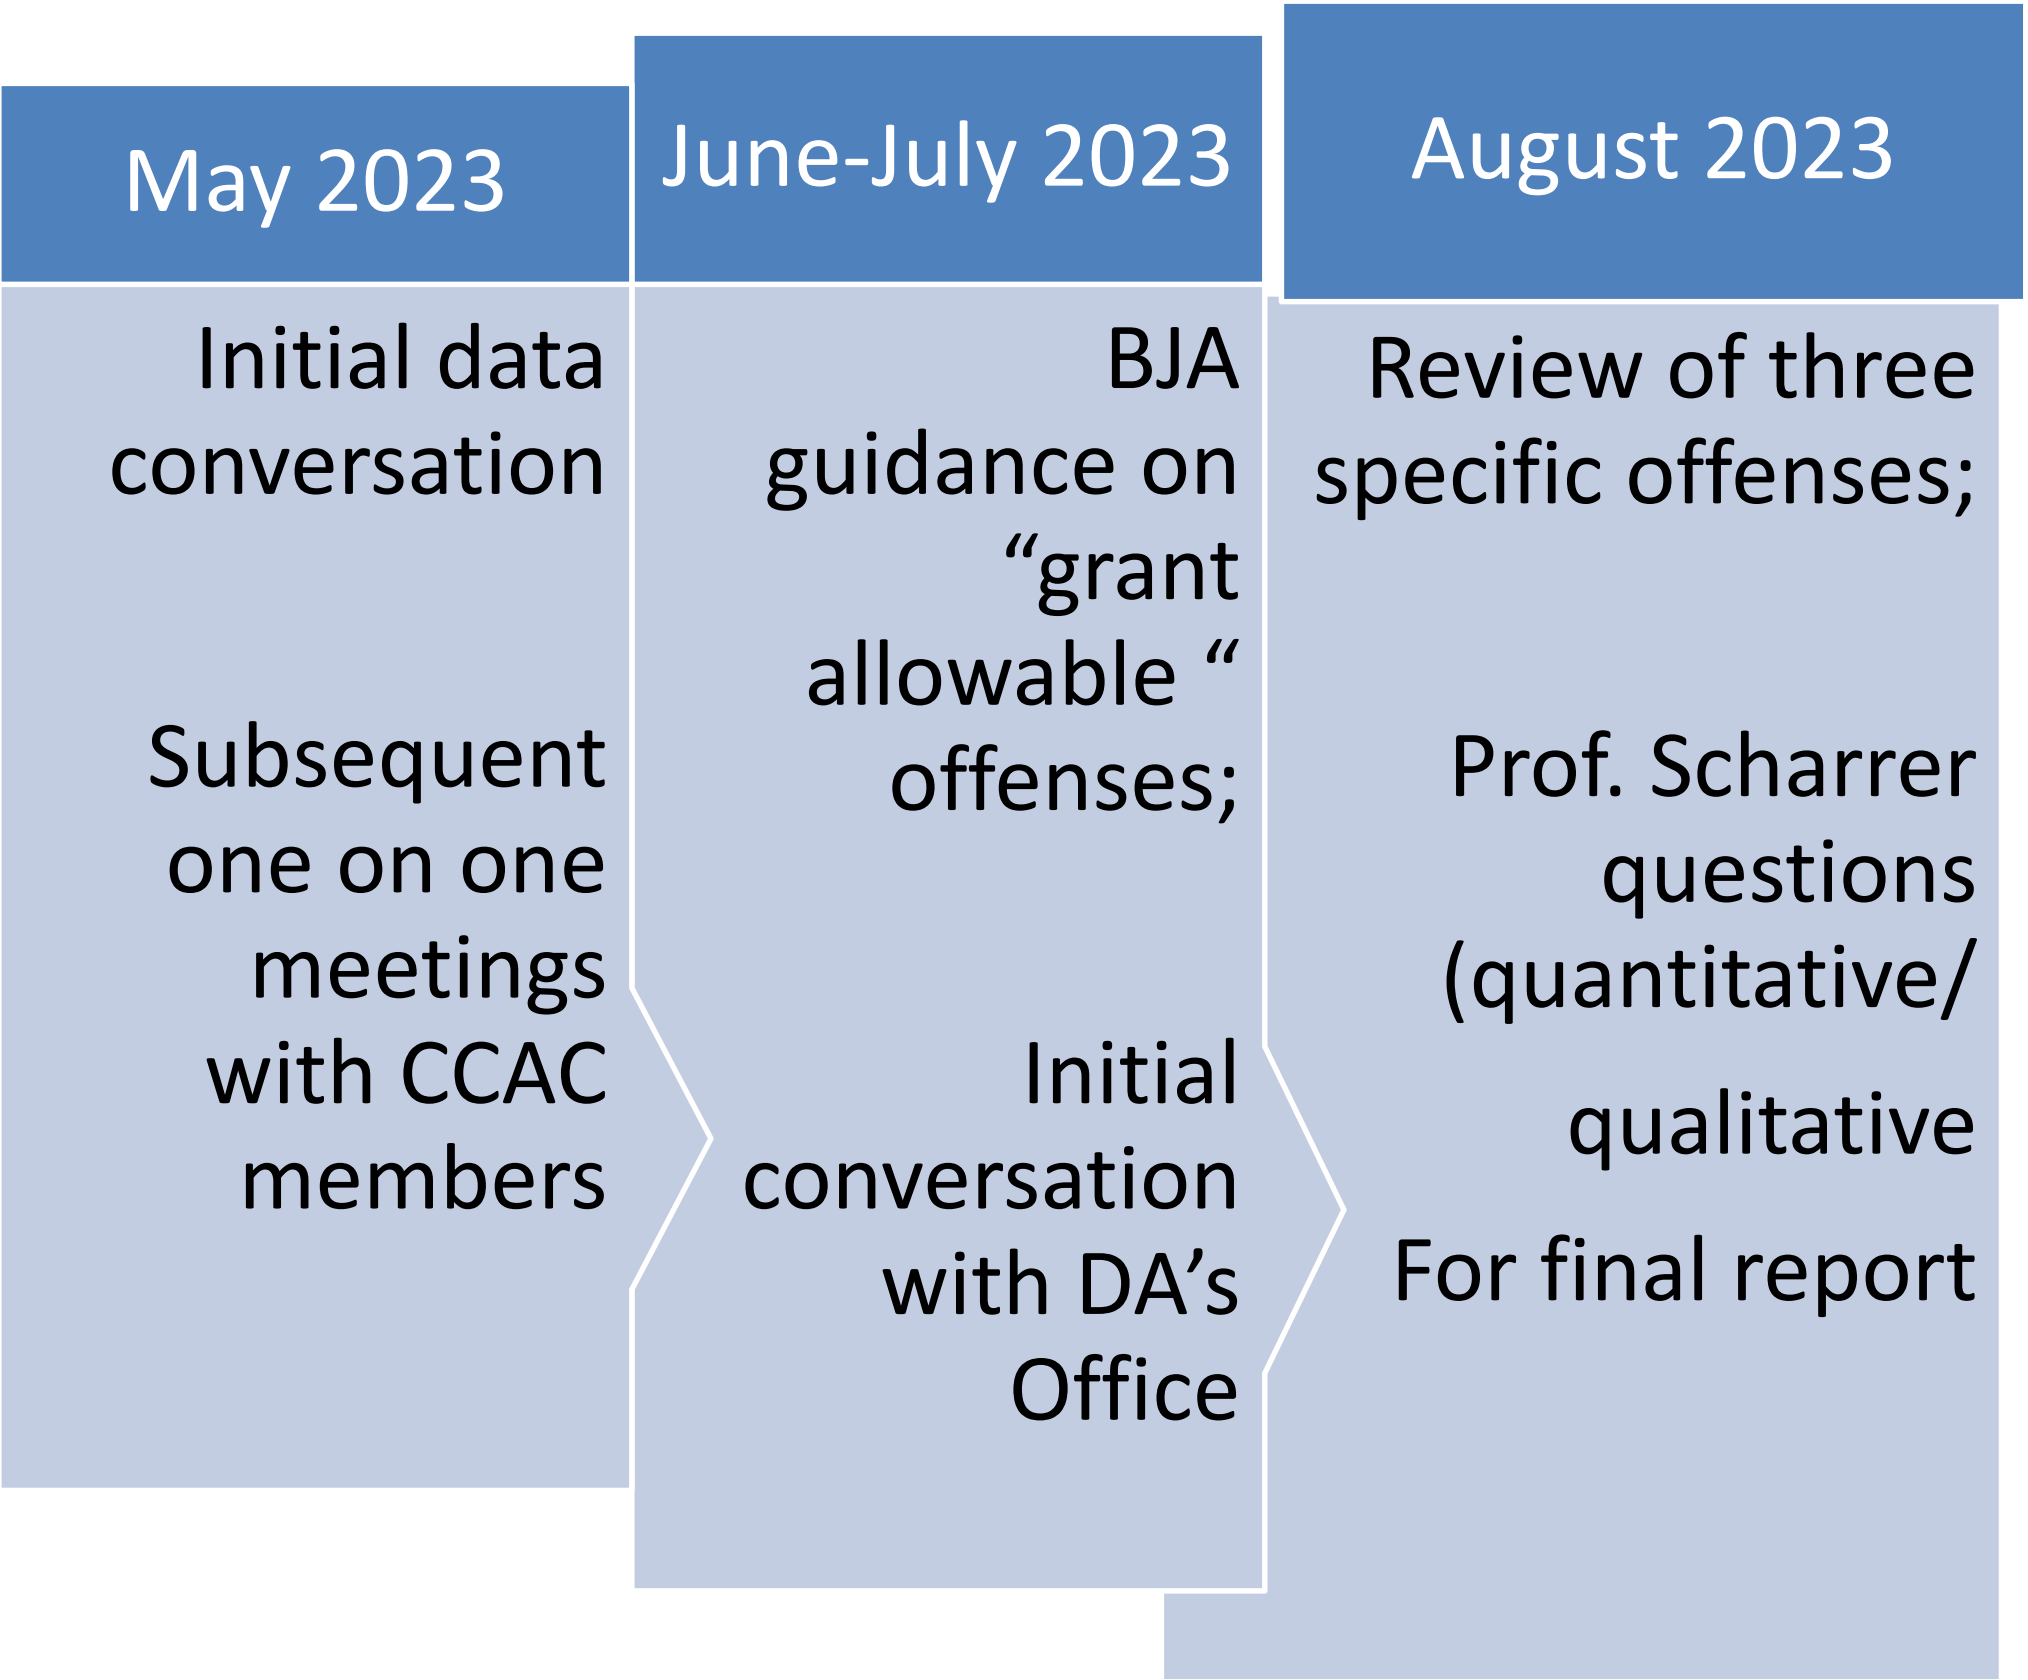 May 2023
Initial data
conversation
Subsequent
one on one
meetings
with CCAC
members
June-July 2023
BJA
guidance on
“grant
allowable “
offenses;
Initial
conversation
with DA’s
Office
August 2023
Review of three
specific offenses;
Prof. Scharrer
questions
(quantitative/
qualitative
For final report